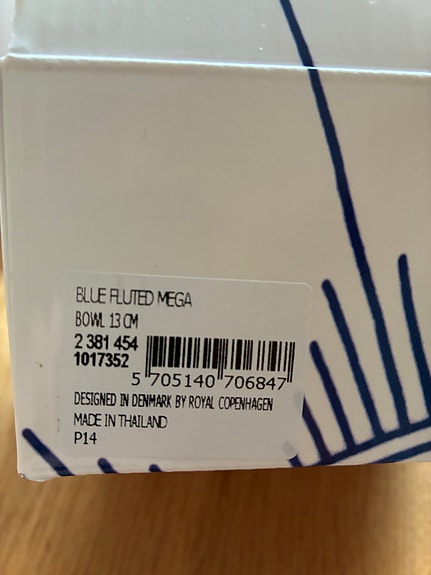 BLUE FLUTED MEGA
BOWL 13 CM
2 381 454
1017352
5 705140 706847
DESIGNED IN DENMARK BY ROYAL COPENHAGEN
MADE IN THAILAND
P14